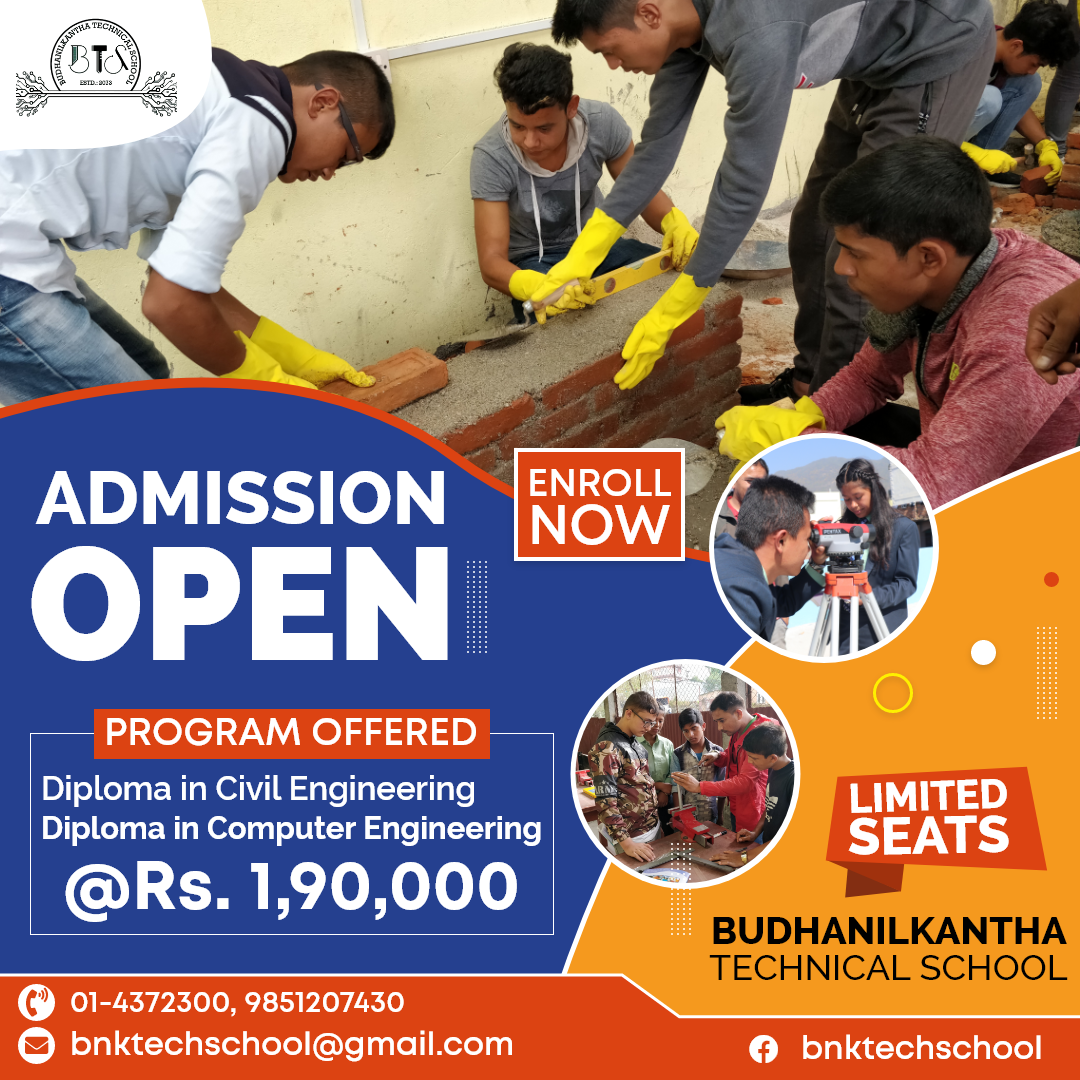 BUDHANILKANTHA TECHNICAL SCHOOL
BTS
ESTD.: 2073
ADMISSION
OPEN
ENROLL
NOW
PROGRAM OFFERED
Diploma in Civil Engineering
Diploma in Computer Engineering
@Rs. 1,90,000
LIMITED
SEATS
BUDHANILKANTHA
TECHNICAL SCHOOL
01-4372300, 9851207430
bnktechschool@gmail.com
bnktechschool